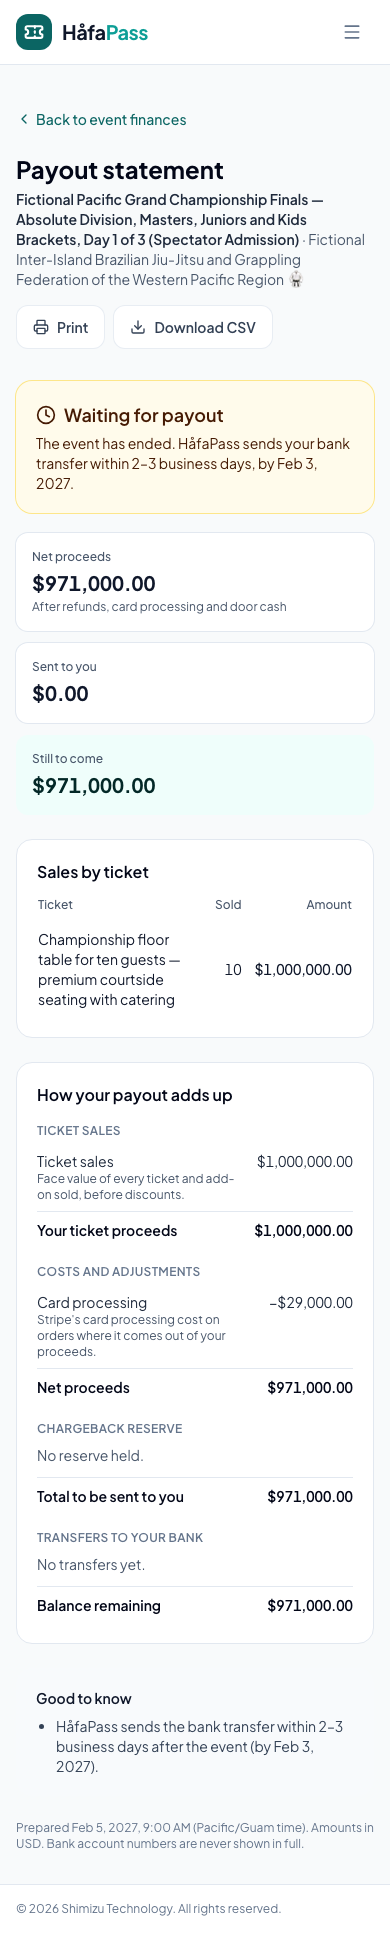 HåfaPass
Back to event finances
Payout statement
Fictional Pacific Grand Championship Finals —
Absolute Division, Masters, Juniors and Kids
Brackets, Day 1 of 3 (Spectator Admission) · Fictional
Inter-Island Brazilian Jiu-Jitsu and Grappling
Federation of the Western Pacific Region 🥋
Print
Download CSV
Waiting for payout
The event has ended. HåfaPass sends your bank
transfer within 2–3 business days, by Feb 3,
2027.
Net proceeds
$971,000.00
After refunds, card processing and door cash
Sent to you
$0.00
Still to come
$971,000.00
Sales by ticket
Ticket Sold Amount
Championship floor
table for ten guests —
premium courtside
seating with catering
10 $1,000,000.00
How your payout adds up
TICKET SALES
Ticket sales $1,000,000.00
Face value of every ticket and add-
on sold, before discounts.
Your ticket proceeds $1,000,000.00
COSTS AND ADJUSTMENTS
Card processing −$29,000.00
Stripe's card processing cost on
orders where it comes out of your
proceeds.
Net proceeds $971,000.00
CHARGEBACK RESERVE
No reserve held.
Total to be sent to you $971,000.00
TRANSFERS TO YOUR BANK
No transfers yet.
Balance remaining $971,000.00
Good to know
• HåfaPass sends the bank transfer within 2–3
business days after the event (by Feb 3,
2027).
Prepared Feb 5, 2027, 9:00 AM (Pacific/Guam time). Amounts in
USD. Bank account numbers are never shown in full.
© 2026 Shimizu Technology. All rights reserved.